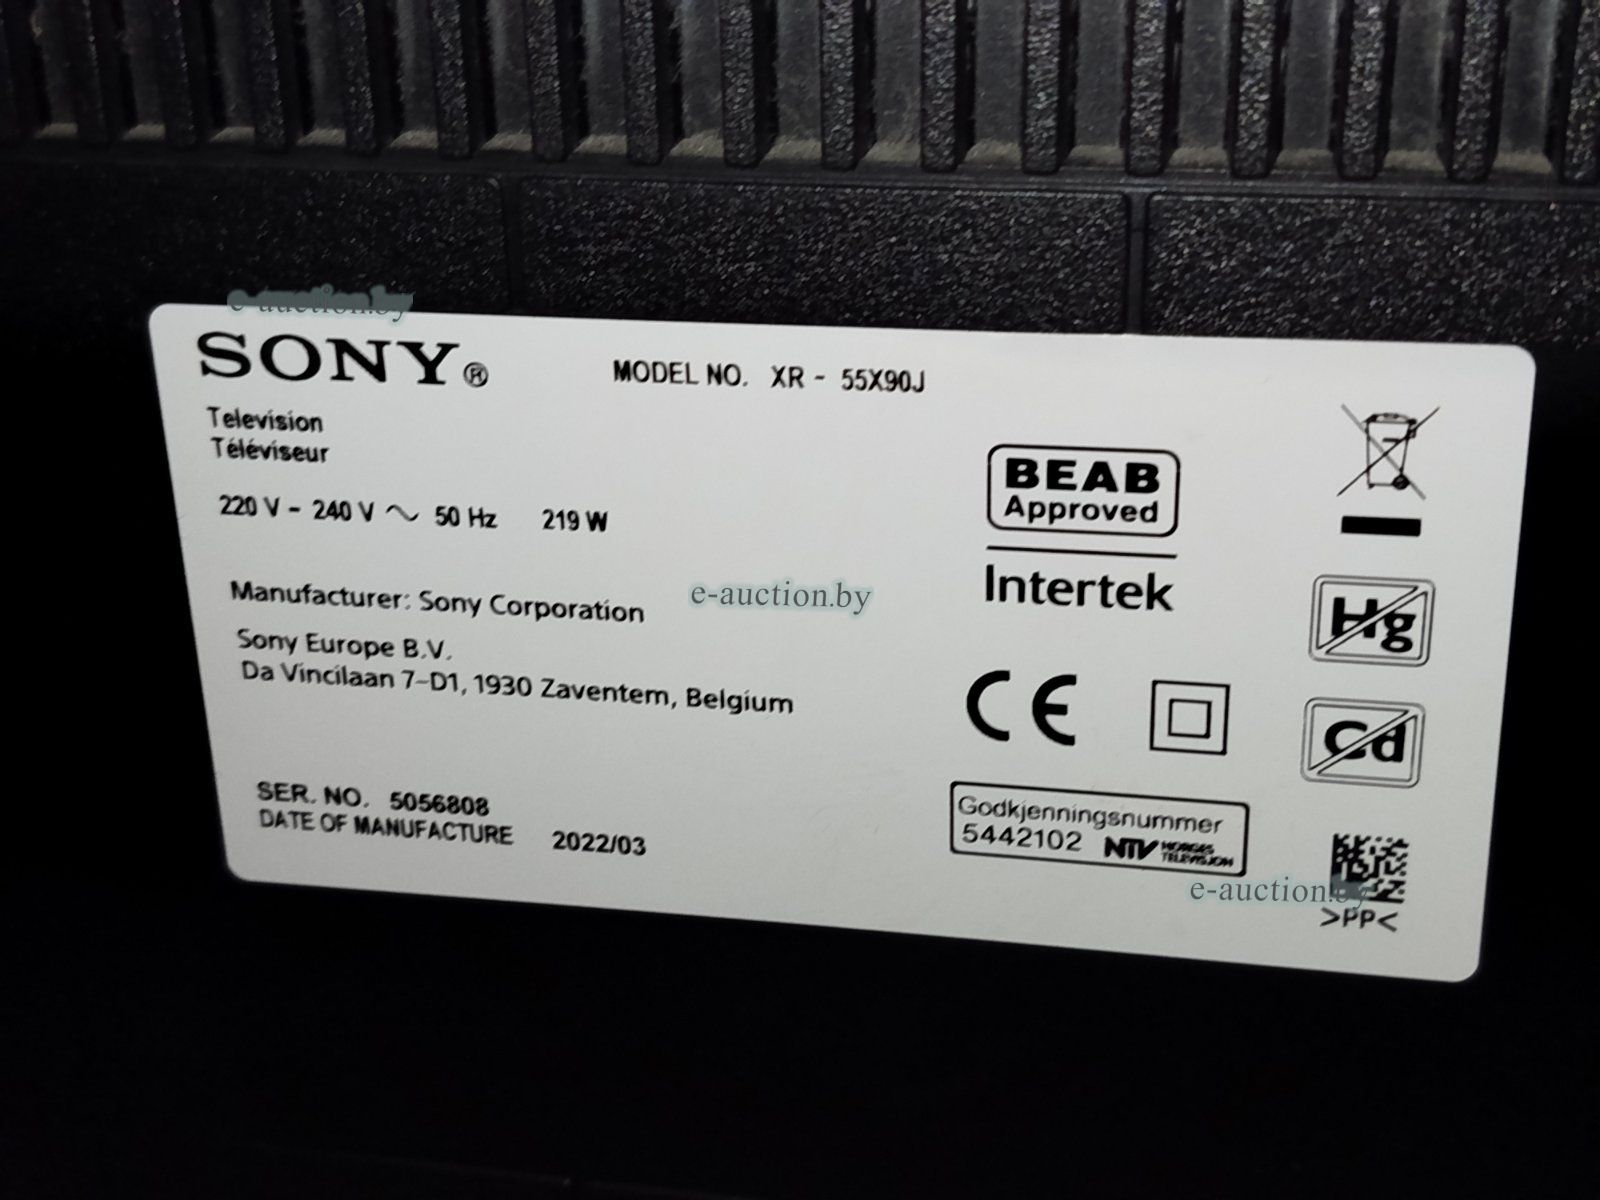 e-auction.by
SONY®
MODEL NO. XR - 55X90J
Television
Téléviseur
220 V - 240 V ~ 50 Hz 219 W
BEAB
Approved
Intertek
Manufacturer: Sony Corporation
e-auction.by
Sony Europe B.V.
Da Vincilaan 7-D1, 1930 Zaventem, Belgium
Hg
CE
Cd
SER. NO. 5056808
DATE OF MANUFACTURE 2022/03
Godkjenningsnummer
5442102 NTV NORGES
TELEVISJON
e-auction.by
>PP<